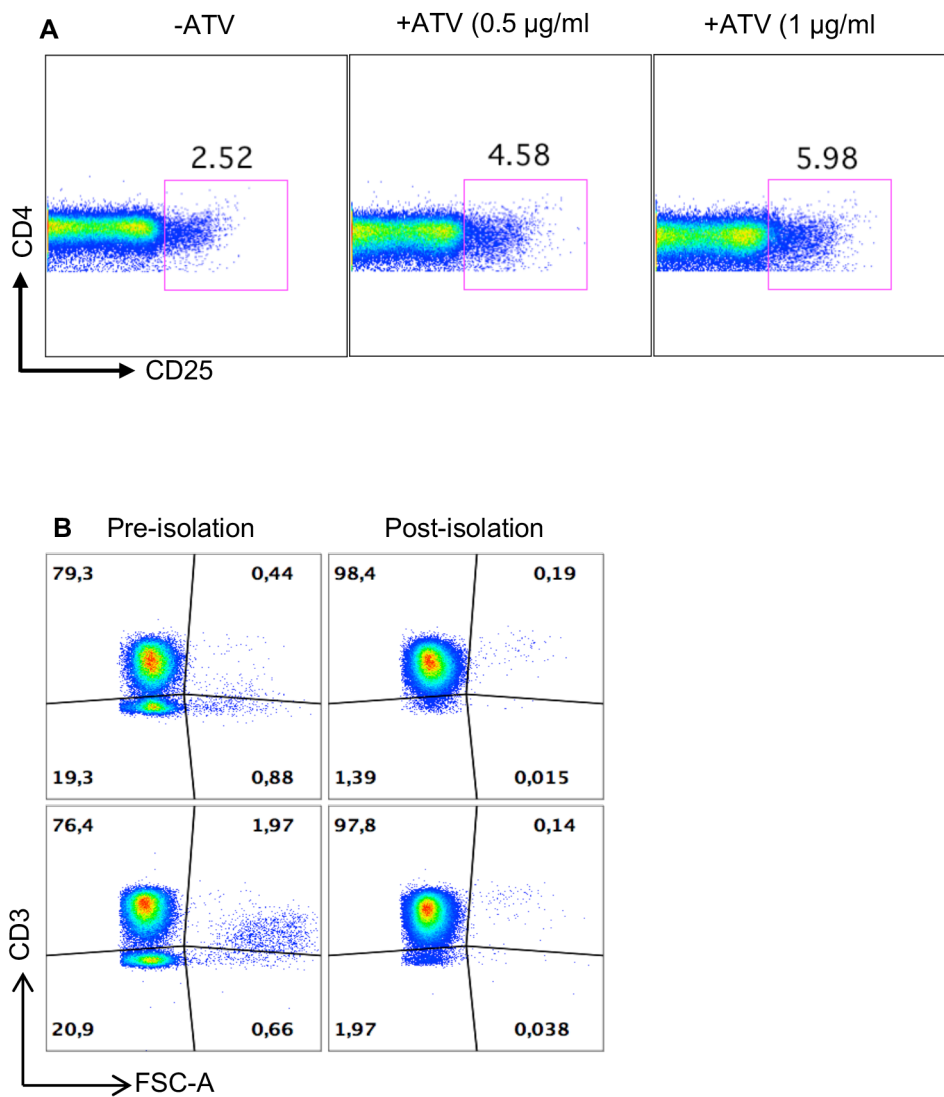 A
-ATV
+ATV (0.5 µg/ml
+ATV (1 µg/ml
2.52
4.58
5.98
CD4
CD25
B
Pre-isolation
Post-isolation
79,3
0,44
98,4
0,19
19,3
0,88
1,39
0,015
76,4
1,97
97,8
0,14
20,9
0,66
1,97
0,038
CD3
FSC-A